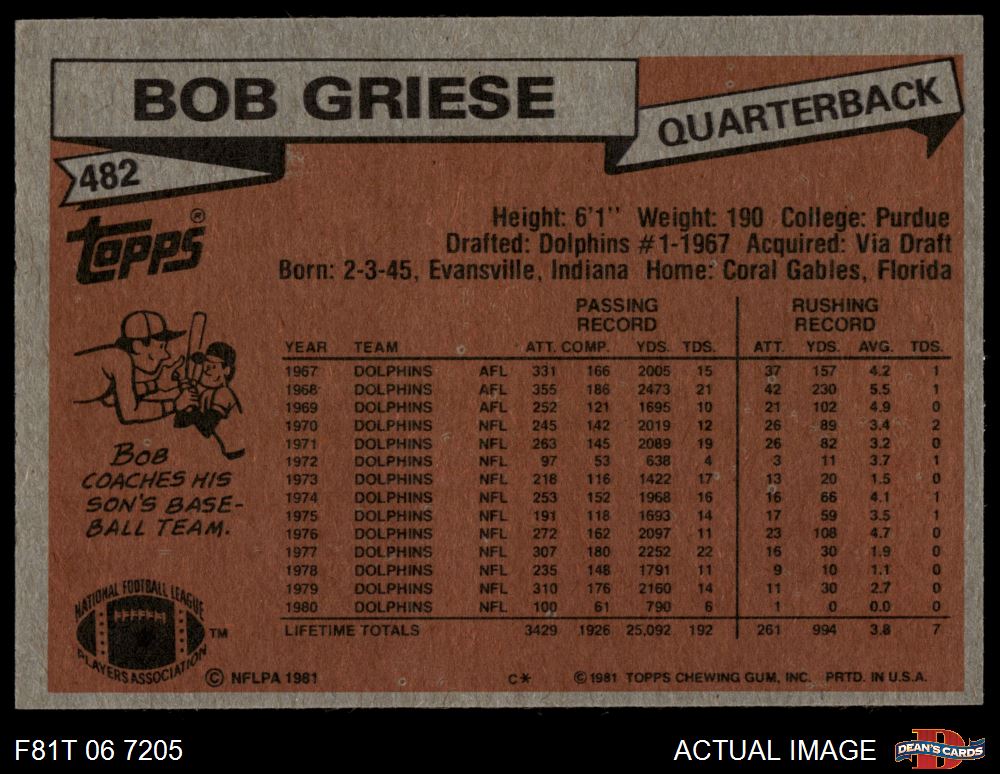 BOB GRIESE
QUARTERBACK
482
topps®
Height: 6'1" Weight: 190 College: Purdue
Drafted: Dolphins #1-1967 Acquired: Via Draft
Born: 2-3-45, Evansville, Indiana Home: Coral Gables, Florida
PASSING RECORD RUSHING RECORD
YEAR TEAM ATT. COMP. YDS. TDS. ATT. YDS. AVG. TDS.
1967 DOLPHINS AFL 331 166 2005 15 37 157 4.2 1
1968 DOLPHINS AFL 355 186 2473 21 42 230 5.5 1
1969 DOLPHINS AFL 252 121 1695 10 21 102 4.9 0
1970 DOLPHINS NFL 245 142 2019 12 26 89 3.4 2
1971 DOLPHINS NFL 263 145 2089 19 26 82 3.2 0
1972 DOLPHINS NFL 97 53 638 4 3 11 3.7 1
1973 DOLPHINS NFL 218 116 1422 17 13 20 1.5 0
1974 DOLPHINS NFL 253 152 1968 16 16 66 4.1 1
1975 DOLPHINS NFL 191 118 1693 14 17 59 3.5 1
1976 DOLPHINS NFL 272 162 2097 11 23 108 4.7 0
1977 DOLPHINS NFL 307 180 2252 22 16 30 1.9 0
1978 DOLPHINS NFL 235 148 1791 11 9 10 1.1 0
1979 DOLPHINS NFL 310 176 2160 14 11 30 2.7 0
1980 DOLPHINS NFL 100 61 790 6 1 0 0.0 0
LIFETIME TOTALS 3429 1926 25,092 192 261 994 3.8 7
BOB
COACHES HIS
SON'S BASE-
BALL TEAM.
NATIONAL FOOTBALL LEAGUE
PLAYERS ASSOCIATION
TM
© NFLPA 1981 C* © 1981 TOPPS CHEWING GUM, INC. PRTD. IN U.S.A.
F81T 06 7205 ACTUAL IMAGE
D
DEAN'S CARDS